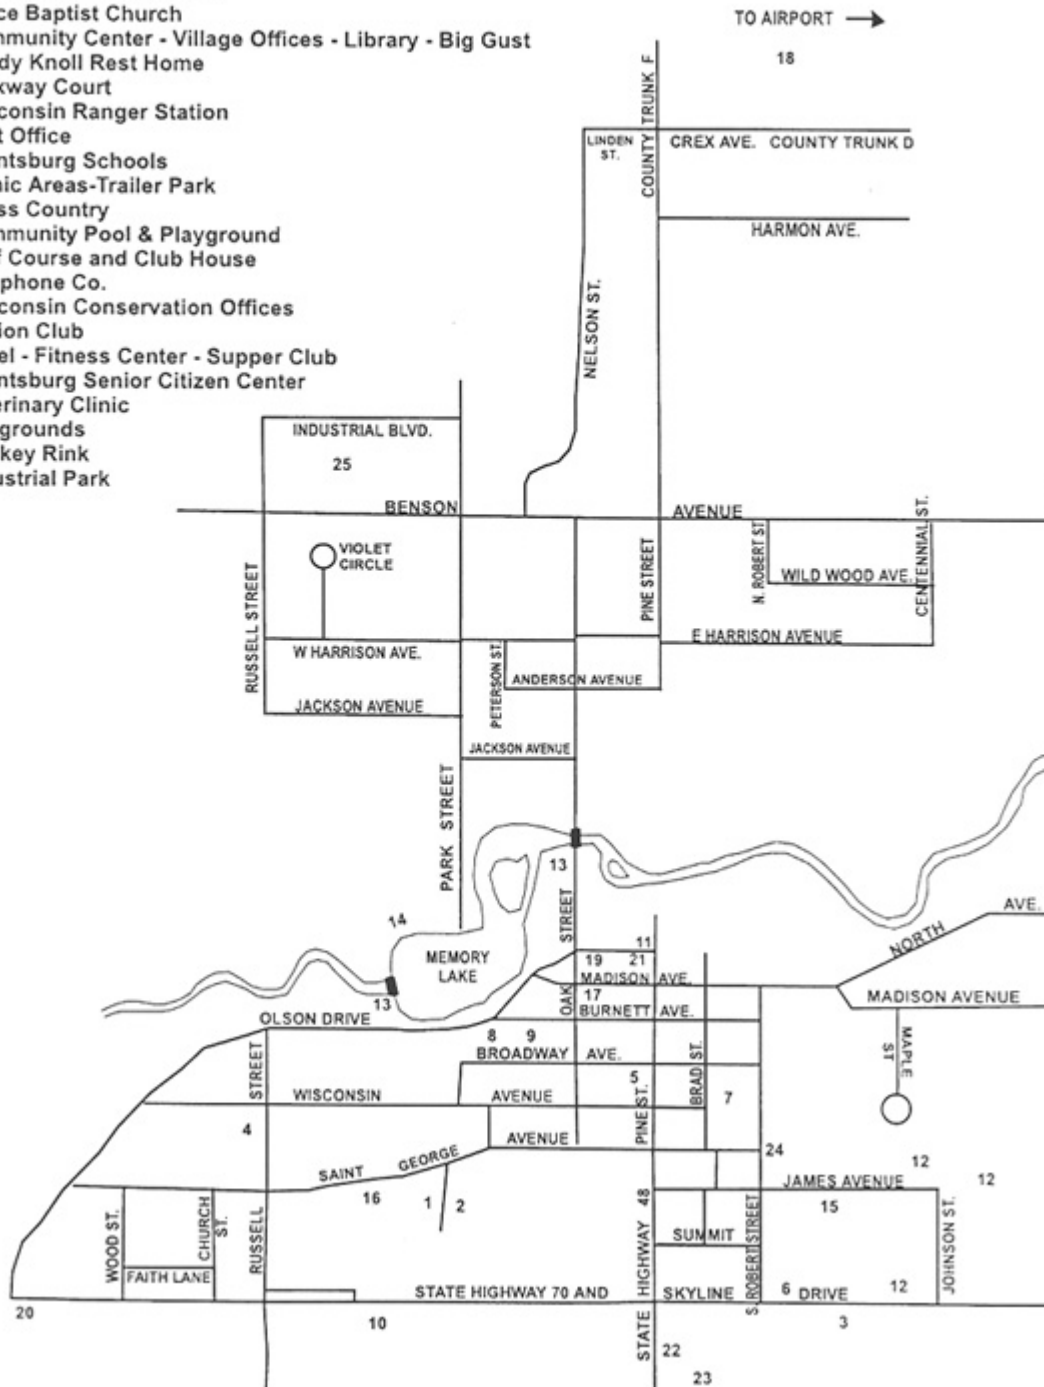 ce Baptist Church
mmunity Center - Village Offices - Library - Big Gust
dy Knoll Rest Home
kway Court
consin Ranger Station
t Office
ntsburg Schools
nic Areas-Trailer Park
ss Country
mmunity Pool & Playground
f Course and Club House
phone Co.
consin Conservation Offices
ion Club
el - Fitness Center - Supper Club
ntsburg Senior Citizen Center
erinary Clinic
grounds
key Rink
ustrial Park
TO AIRPORT
18
COUNTY TRUNK F
LINDEN ST.
CREX AVE. COUNTY TRUNK D
HARMON AVE.
NELSON ST.
INDUSTRIAL BLVD.
25
BENSON AVENUE
VIOLET CIRCLE
RUSSELL STREET
PINE STREET
N. ROBERT ST
WILD WOOD AVE.
CENTENNIAL ST.
W HARRISON AVE.
E HARRISON AVENUE
PETERSON ST.
ANDERSON AVENUE
JACKSON AVENUE
JACKSON AVENUE
PARK STREET
13
14
MEMORY LAKE
OAK STREET
11
19 21
MADISON AVE.
NORTH AVE.
13
17
BURNETT AVE.
MADISON AVENUE
OLSON DRIVE
8 9
BROADWAY AVE.
MAPLE ST
WISCONSIN AVENUE
5
PINE ST.
BRAD ST.
7
4
SAINT GEORGE AVENUE
24
12
12
JAMES AVENUE
16
1
2
15
WOOD ST.
CHURCH ST.
RUSSELL STREET
FAITH LANE
STATE HIGHWAY 48
SUMMIT
S. ROBERT STREET
JOHNSON ST.
STATE HIGHWAY 70 AND SKYLINE DRIVE
6
12
20
10
3
22
23